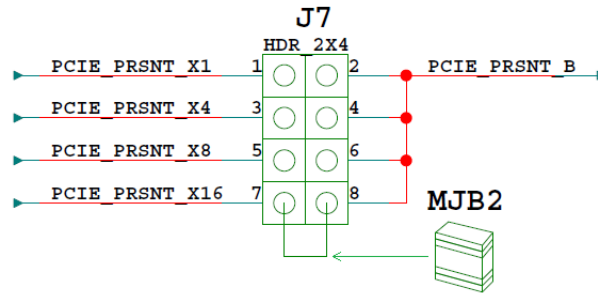 J7
HDR_2X4
PCIE_PRSNT_X1 1 2 PCIE_PRSNT_B
PCIE_PRSNT_X4 3 4
PCIE_PRSNT_X8 5 6
PCIE_PRSNT_X16 7 8
MJB2